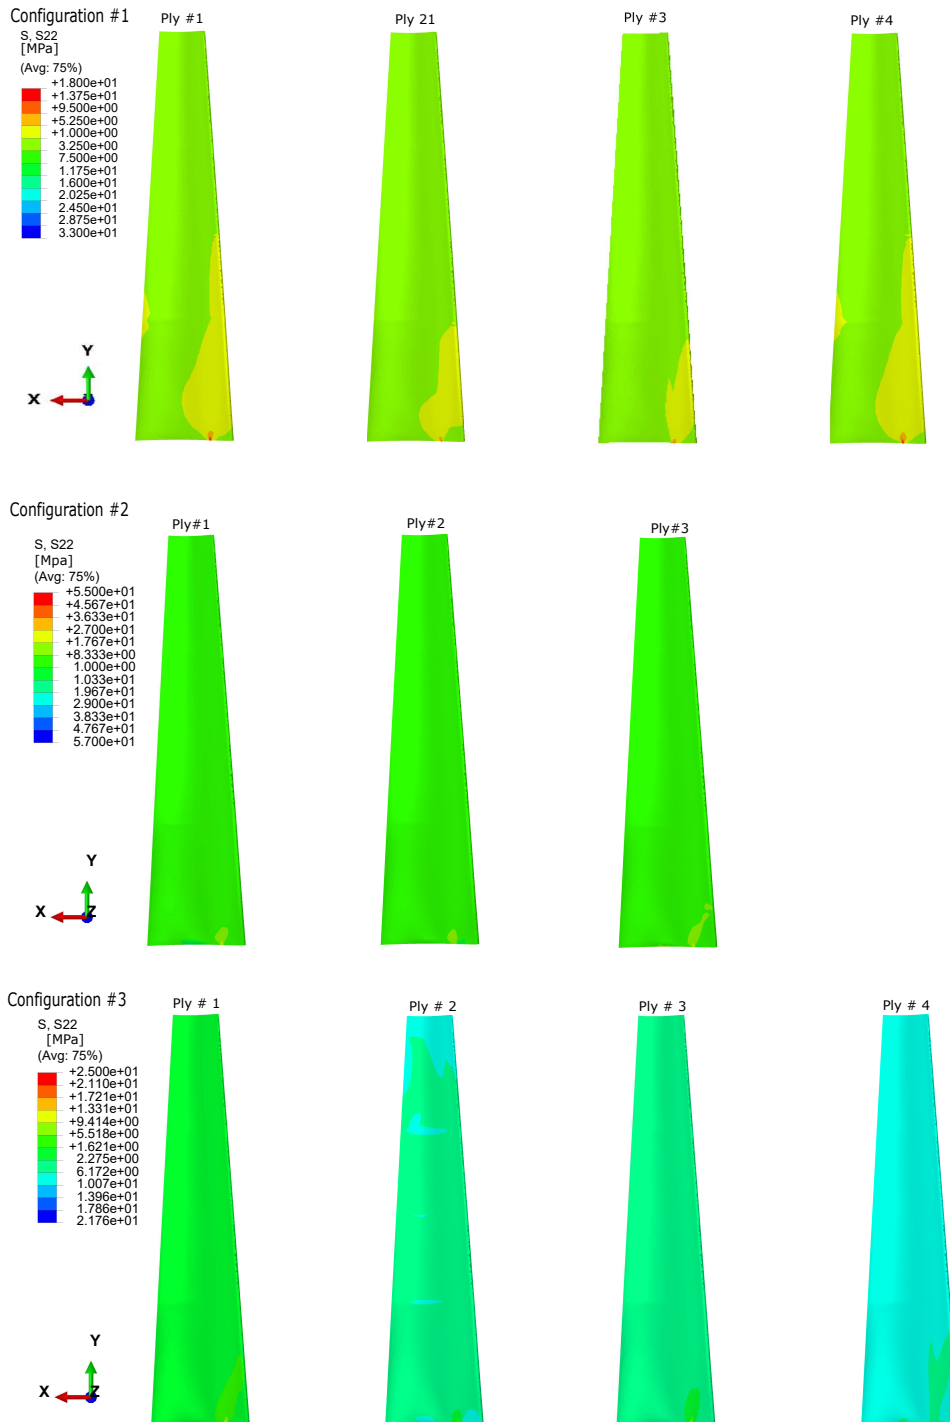 Configuration #1
Ply #1
Ply 21
Ply #3
Ply #4
S, S22
[MPa]
(Avg: 75%)
+1.800e+01
+1.375e+01
+9.500e+00
+5.250e+00
+1.000e+00
3.250e+00
7.500e+00
1.175e+01
1.600e+01
2.025e+01
2.450e+01
2.875e+01
3.300e+01
Y
X
Configuration #2
Ply#1
Ply#2
Ply#3
S, S22
[Mpa]
(Avg: 75%)
+5.500e+01
+4.567e+01
+3.633e+01
+2.700e+01
+1.767e+01
+8.333e+00
1.000e+00
1.033e+01
1.967e+01
2.900e+01
3.833e+01
4.767e+01
5.700e+01
Y
X Z
Configuration #3
Ply # 1
Ply # 2
Ply # 3
Ply # 4
S, S22
[MPa]
(Avg: 75%)
+2.500e+01
+2.110e+01
+1.721e+01
+1.331e+01
+9.414e+00
+5.518e+00
+1.621e+00
2.275e+00
6.172e+00
1.007e+01
1.396e+01
1.786e+01
2.176e+01
Y
X Z